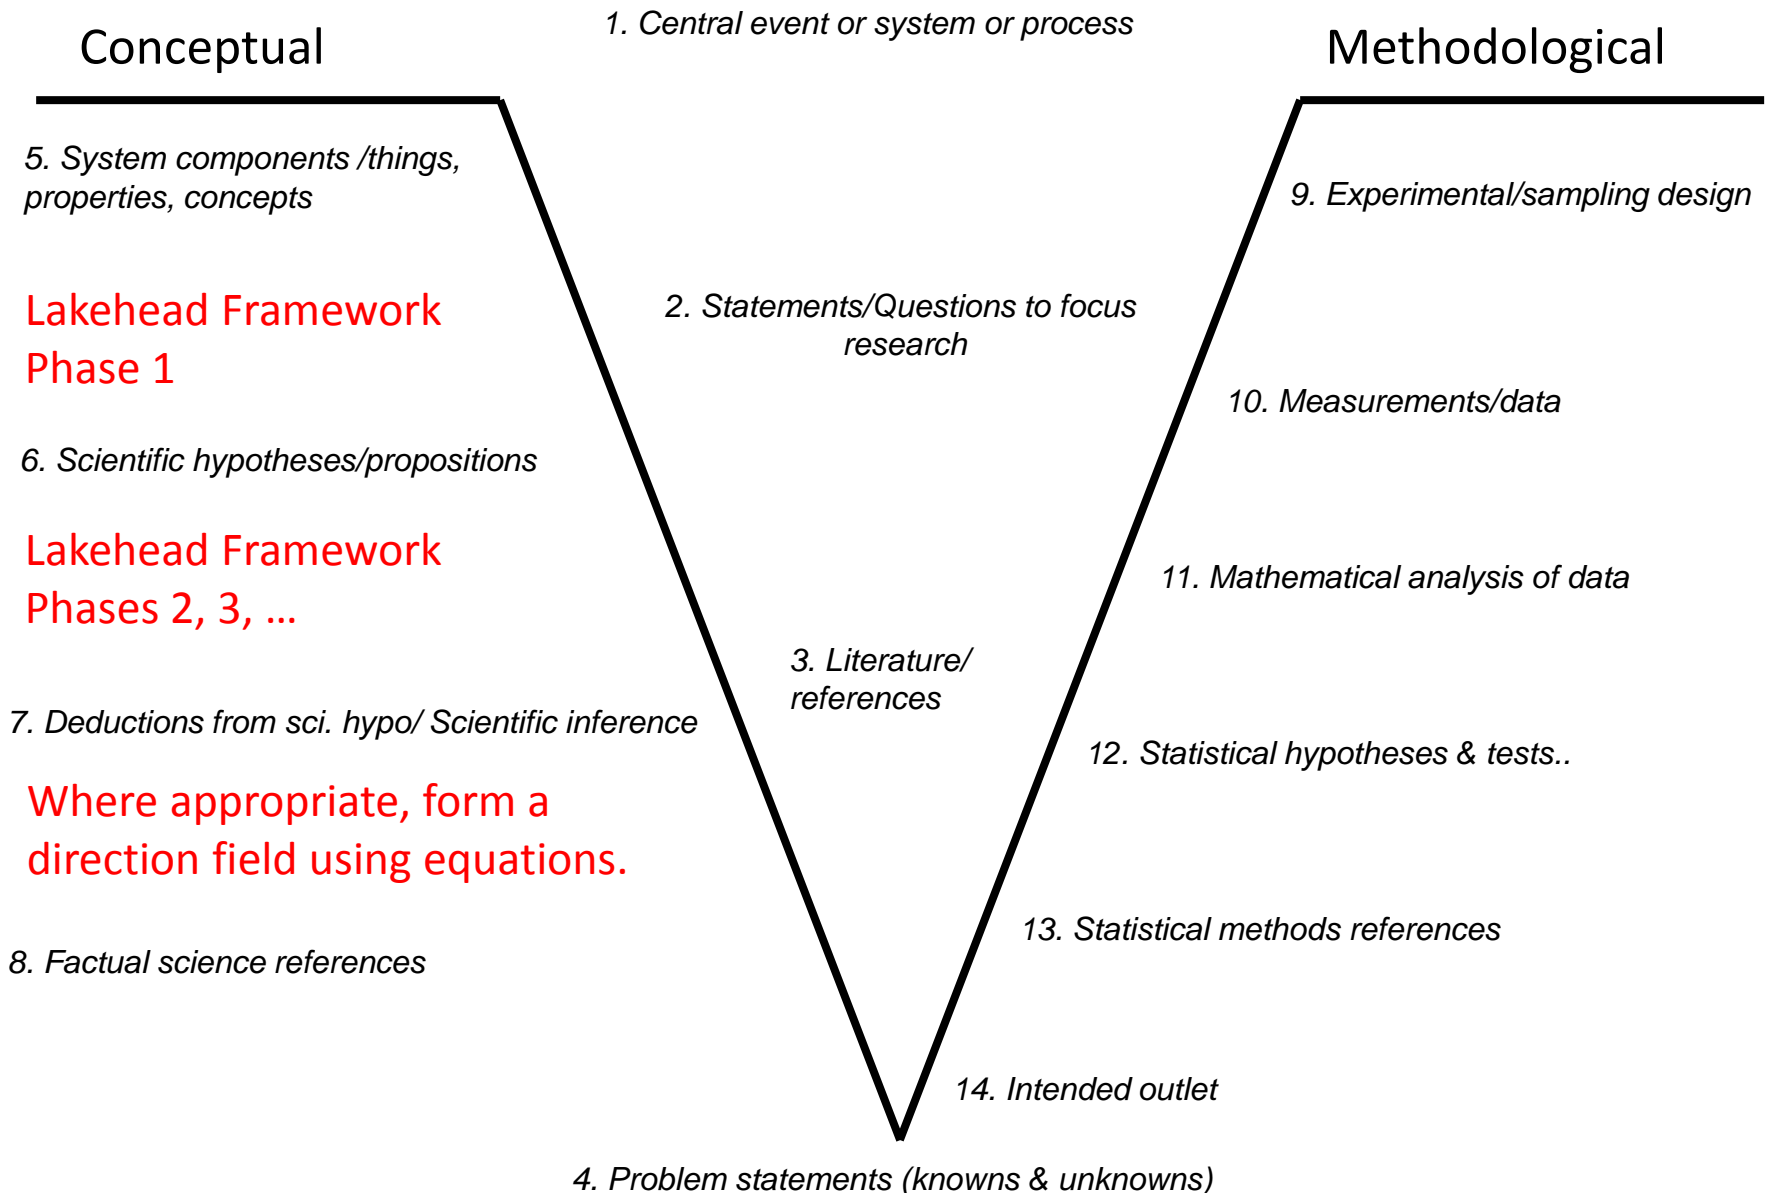 Conceptual
1. Central event or system or process
Methodological
5. System components /things,
properties, concepts
9. Experimental/sampling design
Lakehead Framework
Phase 1
2. Statements/Questions to focus
research
10. Measurements/data
6. Scientific hypotheses/propositions
Lakehead Framework
Phases 2, 3, ...
11. Mathematical analysis of data
3. Literature/
references
7. Deductions from sci. hypo/ Scientific inference
12. Statistical hypotheses & tests..
Where appropriate, form a
direction field using equations.
13. Statistical methods references
8. Factual science references
14. Intended outlet
4. Problem statements (knowns & unknowns)